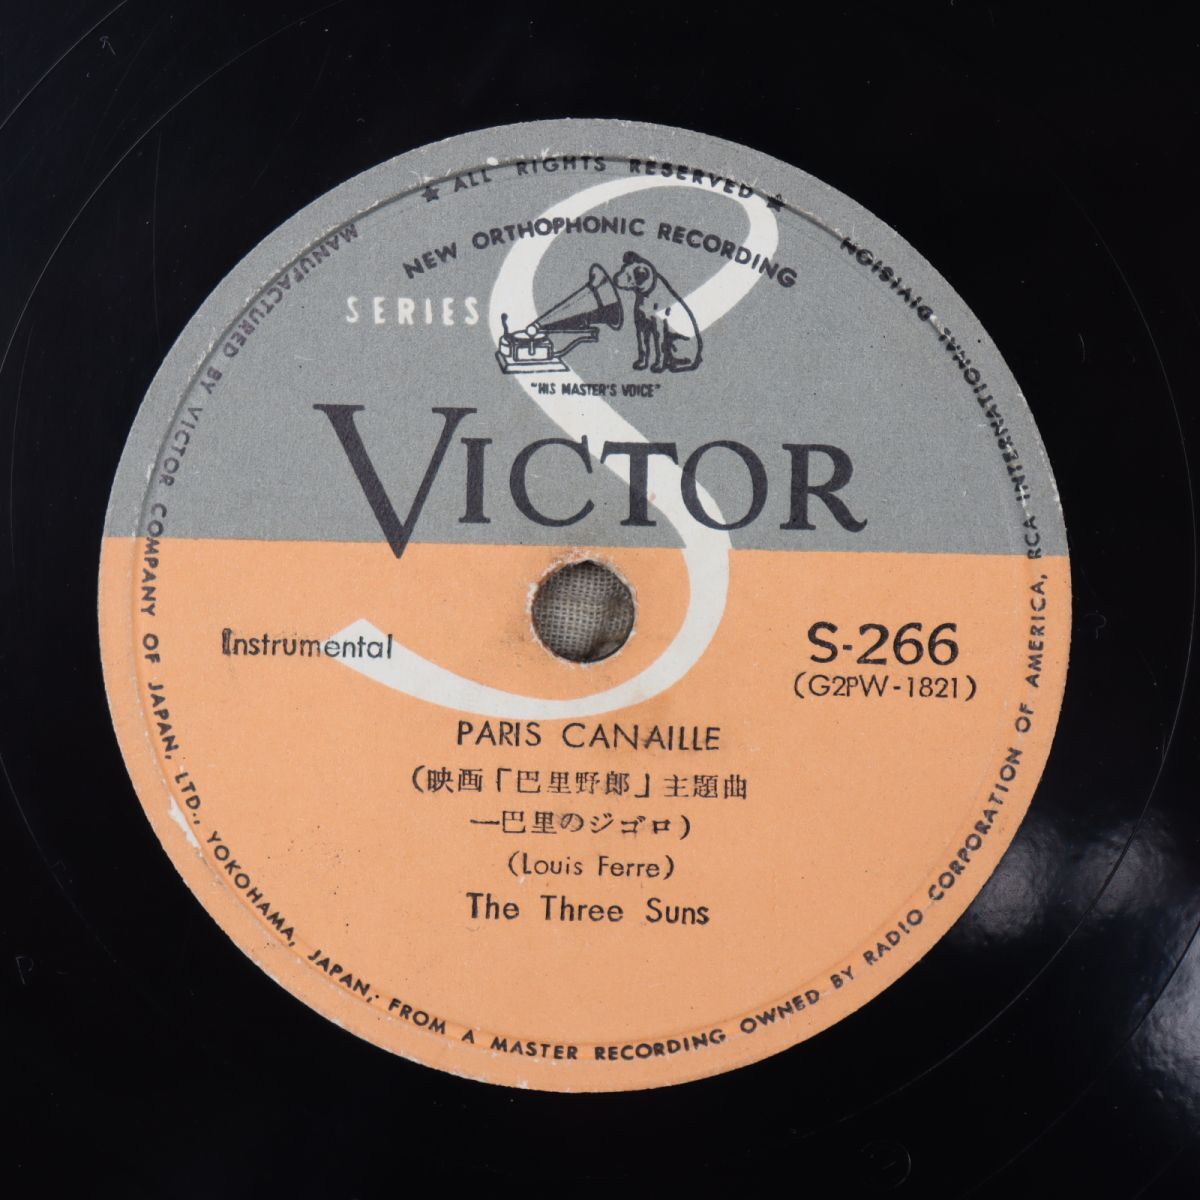 ★ ALL RIGHTS RESERVED ★
NEW ORTHOPHONIC RECORDING
SERIES S
"HIS MASTER'S VOICE"
VICTOR
Instrumental
S-266
(G2PW-1821)
PARIS CANAILLE
(映画「巴里野郎」主題曲
—巴里のジゴロ)
(Louis Ferre)
The Three Suns
MANUFACTURED BY VICTOR COMPANY OF JAPAN, LTD., YOKOHAMA, JAPAN, FROM A MASTER RECORDING OWNED BY RADIO CORPORATION OF AMERICA, RCA INTERNATIONAL DIVISION